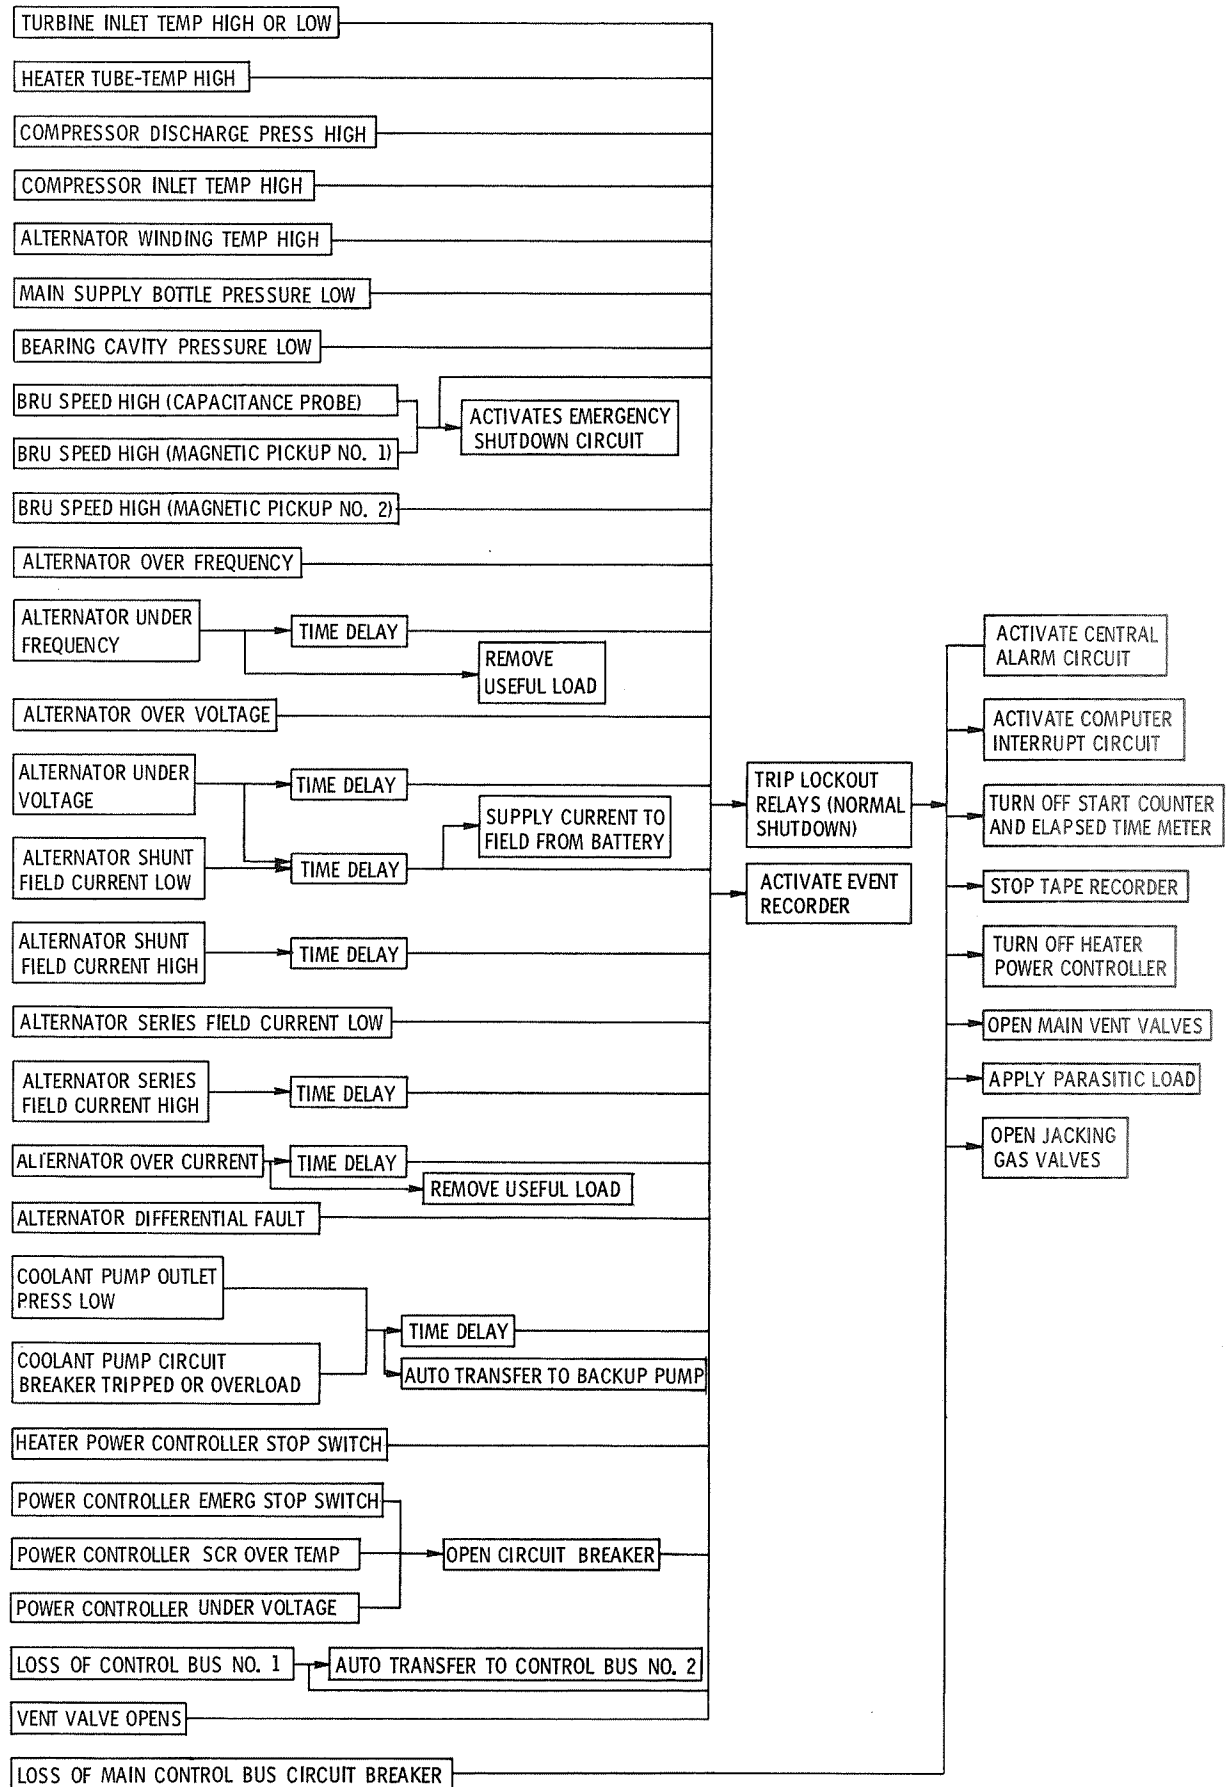 TURBINE INLET TEMP HIGH OR LOW
HEATER TUBE-TEMP HIGH
COMPRESSOR DISCHARGE PRESS HIGH
COMPRESSOR INLET TEMP HIGH
ALTERNATOR WINDING TEMP HIGH
MAIN SUPPLY BOTTLE PRESSURE LOW
BEARING CAVITY PRESSURE LOW
BRU SPEED HIGH (CAPACITANCE PROBE)
ACTIVATES EMERGENCY
SHUTDOWN CIRCUIT
BRU SPEED HIGH (MAGNETIC PICKUP NO. 1)
BRU SPEED HIGH (MAGNETIC PICKUP NO. 2)
ALTERNATOR OVER FREQUENCY
ALTERNATOR UNDER
FREQUENCY
TIME DELAY
REMOVE
USEFUL LOAD
ALTERNATOR OVER VOLTAGE
ALTERNATOR UNDER
VOLTAGE
TIME DELAY
SUPPLY CURRENT TO
FIELD FROM BATTERY
ALTERNATOR SHUNT
FIELD CURRENT LOW
TIME DELAY
ALTERNATOR SHUNT
FIELD CURRENT HIGH
TIME DELAY
ALTERNATOR SERIES FIELD CURRENT LOW
ALTERNATOR SERIES
FIELD CURRENT HIGH
TIME DELAY
ALTERNATOR OVER CURRENT
TIME DELAY
REMOVE USEFUL LOAD
ALTERNATOR DIFFERENTIAL FAULT
COOLANT PUMP OUTLET
PRESS LOW
TIME DELAY
COOLANT PUMP CIRCUIT
BREAKER TRIPPED OR OVERLOAD
AUTO TRANSFER TO BACKUP PUMP
HEATER POWER CONTROLLER STOP SWITCH
POWER CONTROLLER EMERG STOP SWITCH
POWER CONTROLLER SCR OVER TEMP
OPEN CIRCUIT BREAKER
POWER CONTROLLER UNDER VOLTAGE
LOSS OF CONTROL BUS NO. 1
AUTO TRANSFER TO CONTROL BUS NO. 2
VENT VALVE OPENS
LOSS OF MAIN CONTROL BUS CIRCUIT BREAKER
TRIP LOCKOUT
RELAYS (NORMAL
SHUTDOWN)
ACTIVATE EVENT
RECORDER
ACTIVATE CENTRAL
ALARM CIRCUIT
ACTIVATE COMPUTER
INTERRUPT CIRCUIT
TURN OFF START COUNTER
AND ELAPSED TIME METER
STOP TAPE RECORDER
TURN OFF HEATER
POWER CONTROLLER
OPEN MAIN VENT VALVES
APPLY PARASITIC LOAD
OPEN JACKING
GAS VALVES